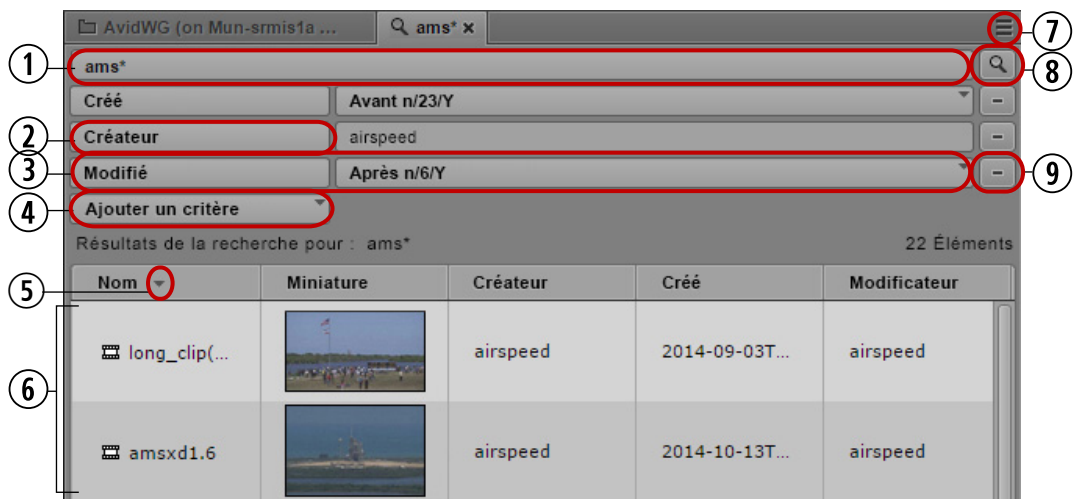 AvidWG (on Mun-srmis1a ... ams* x
7
1 ams* 8
Créé Avant n/23/Y
2 Créateur airspeed
3 Modifié Après n/6/Y 9
4 Ajouter un critère
Résultats de la recherche pour : ams* 22 Éléments
5 Nom Miniature Créateur Créé Modificateur
6
long_clip(... airspeed 2014-09-03T... airspeed
amsxd1.6 airspeed 2014-10-13T... airspeed